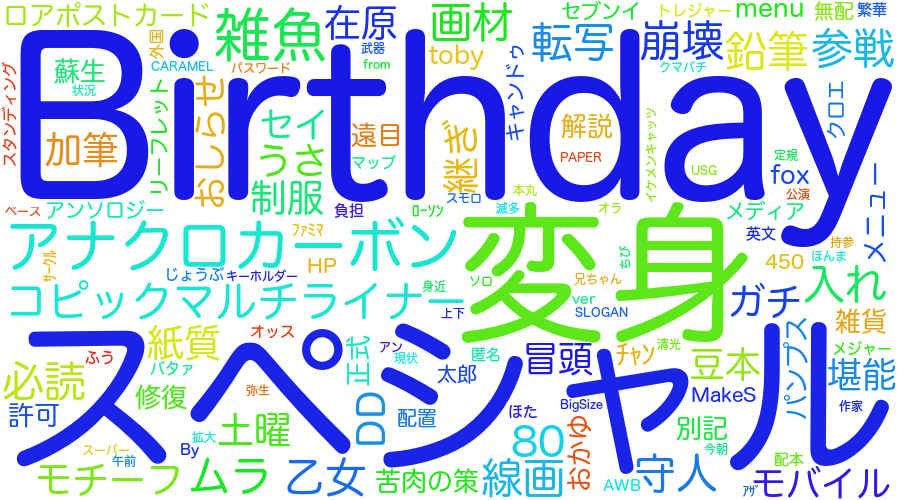 ロアポストカード 雑魚 在原 画材 セブンイ トレジャー menu 無配 繁華
外国 武器 toby 転写 崩壊 鉛筆 参戦
Birthday
蘇生 CARAMEL パスワード from クマバチ
状況 スタンディング リーフレット おしらせ キャンドゥ クロエ
加筆 セイ 遠目 継ぎ 解説 イケメンキャッツ
うさ マップ PAPER USG 定規 fox メニュー
制服 スモロ 本丸 公演
ベース アンソロジー 負担 ローソン 滅多 オラ メディア 英文 持参
アナクロカーボン ファミマ 変身 ちび 450 ほんま
サークル じょうぶ キーホルダー HP 身近 ソロ 兄ちゃん 入れ
コピックマルチライナー ver SLOGAN ガチ 雑貨
上下 オッス 清光
紙質 正式 アン 現状 匿名 冒頭 チャン 豆本 パンプス メジャー
スペシャル
必読 ふう バタァ 太郎 堪能
修復 弥生 BigSize MakeS 作家
許可 土曜 DD 配置 ほた おかゆ 別記
スーパー 拡大 By 80 今朝
午前 モチーフ ムラ 乙女 苦肉の策 線画 AWB 守人 配本 アザ モバイル